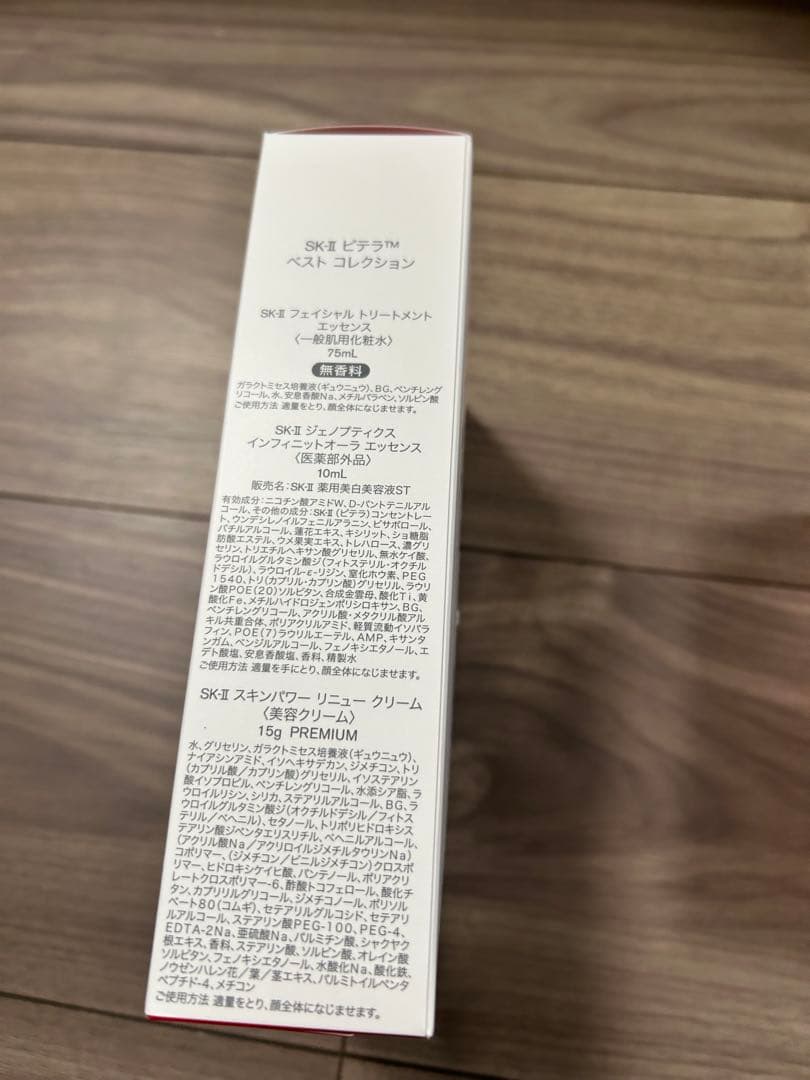 SK-II ピテラ™
ベスト コレクション
SK-II フェイシャル トリートメント
エッセンス
〈一般肌用化粧水〉
75mL
無香料
ガラクトミセス培養液(ギュウニュウ)、BG、ペンチレング
リコール、水、安息香酸Na、メチルパラベン、ソルビン酸
ご使用方法 適量をとり、顔全体になじませます。
SK-II ジェノプティクス
インフィニットオーラ エッセンス
〈医薬部外品〉
10mL
販売名:SK-II 薬用美白美容液ST
有効成分:ニコチン酸アミドW、D-パントテニルアル
コール、その他の成分:SK-II(ピテラ)コンセントレー
ト、ウンデシレノイルフェニルアラニン、ビサボロール、
バチルアルコール、蓮花エキス、キシリット、ショ糖脂
肪酸エステル、ウメ果実エキス、トレハロース、濃グリ
セリン、トリエチルヘキサン酸グリセリル、無水ケイ酸、
ラウロイルグルタミン酸ジ(フィトステリル・オクチル
ドデシル)、ラウロイル-ε-リジン、窒化ホウ素、PEG
1540、トリ(カプリル・カプリン酸)グリセリル、ラウリ
ン酸POE(20)ソルビタン、合成金雲母、酸化Ti、黄
酸化Fe、メチルハイドロジェンポリシロキサン、BG、
ペンチレングリコール、アクリル酸・メタクリル酸アル
キル共重合体、ポリアクリルアミド、軽質流動イソパラ
フィン、POE(7)ラウリルエーテル、AMP、キサンタ
ンガム、ベンジルアルコール、フェノキシエタノール、エ
デト酸塩、安息香酸塩、香料、精製水
ご使用方法 適量を手にとり、顔全体になじませます。
SK-II スキンパワー リニュー クリーム
〈美容クリーム〉
15g PREMIUM
水、グリセリン、ガラクトミセス培養液(ギュウニュウ)、
ナイアシンアミド、イソヘキサデカン、ジメチコン、トリ
(カプリル酸/カプリン酸)グリセリル、イソステアリン
酸イソプロピル、ペンチレングリコール、水添シア脂、ラ
ウロイルリシン、シリカ、ステアリルアルコール、BG、ラ
ウロイルグルタミン酸ジ(オクチルドデシル/フィトス
テリル/ベヘニル)、セタノール、トリポリヒドロキシス
テアリン酸ジペンタエリスリチル、ベヘニルアルコール、
(アクリル酸Na/アクリロイルジメチルタウリンNa)
コポリマー、(ジメチコン/ビニルジメチコン)クロスポ
リマー、ヒドロキシケイヒ酸、パンテノール、ポリアクリ
レートクロスポリマー-6、酢酸トコフェロール、酸化チ
タン、カプリリルグリコール、ジメチコノール、ポリソル
ベート80(コムギ)、セテアリルグルコシド、セテアリ
ルアルコール、ステアリン酸PEG-100、PEG-4、
EDTA-2Na、亜硫酸Na、パルミチン酸、シャクヤク
根エキス、香料、ステアリン酸、ソルビン酸、オレイン酸
ソルビタン、フェノキシエタノール、水酸化Na、酸化鉄、
ノウゼンハレン花/葉/茎エキス、パルミトイルペンタ
ペプチド-4、メチコン
ご使用方法 適量をとり、顔全体になじませます。